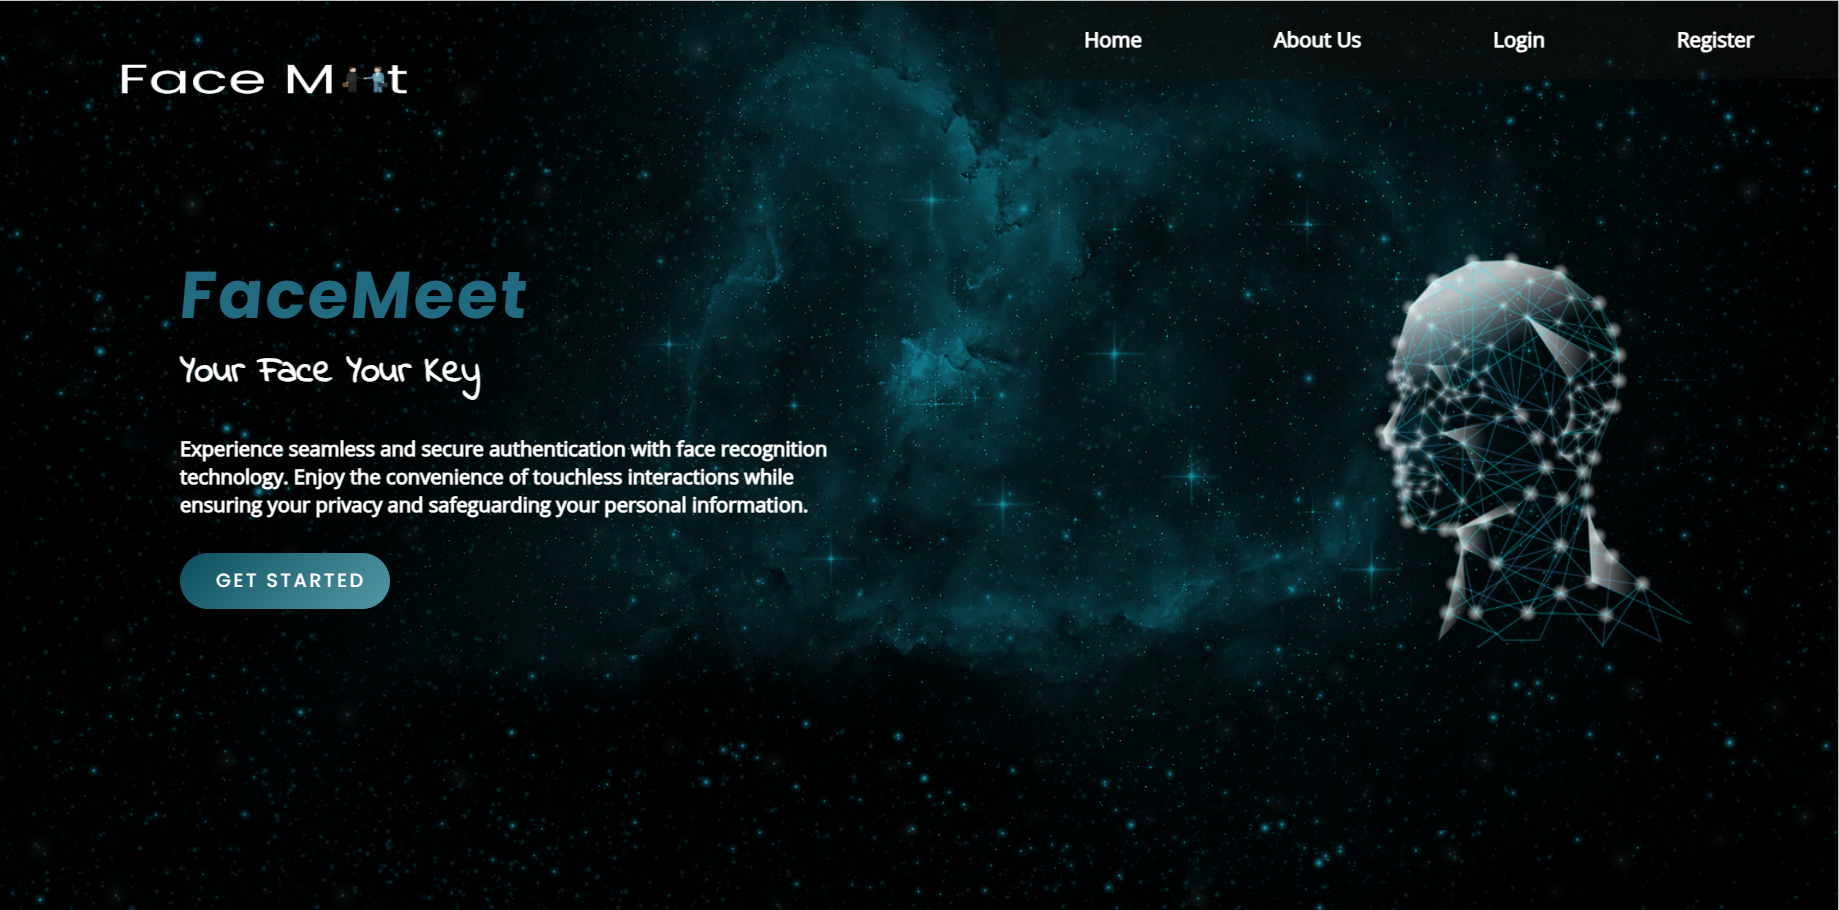 Home About Us Login Register
Face Meet
FaceMeet
Your Face Your Key
Experience seamless and secure authentication with face recognition
technology. Enjoy the convenience of touchless interactions while
ensuring your privacy and safeguarding your personal information.
GET STARTED